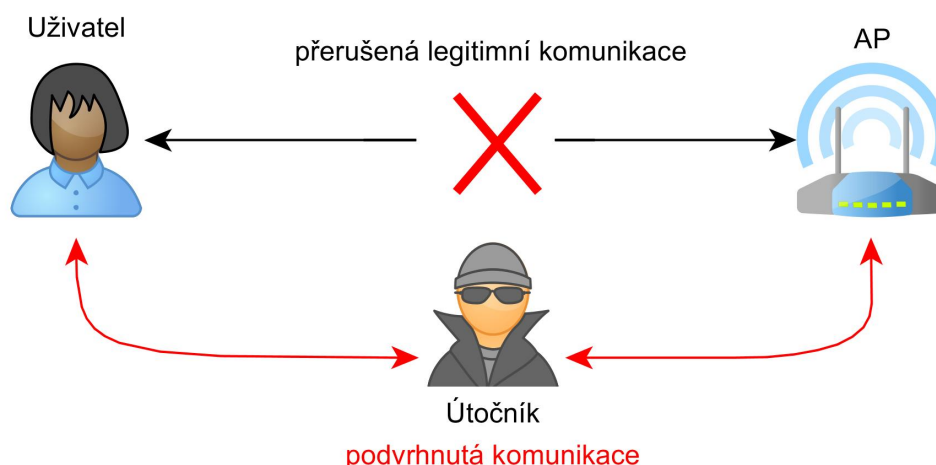 Uživatel
přerušená legitimní komunikace
AP
Útočník
podvrhnutá komunikace